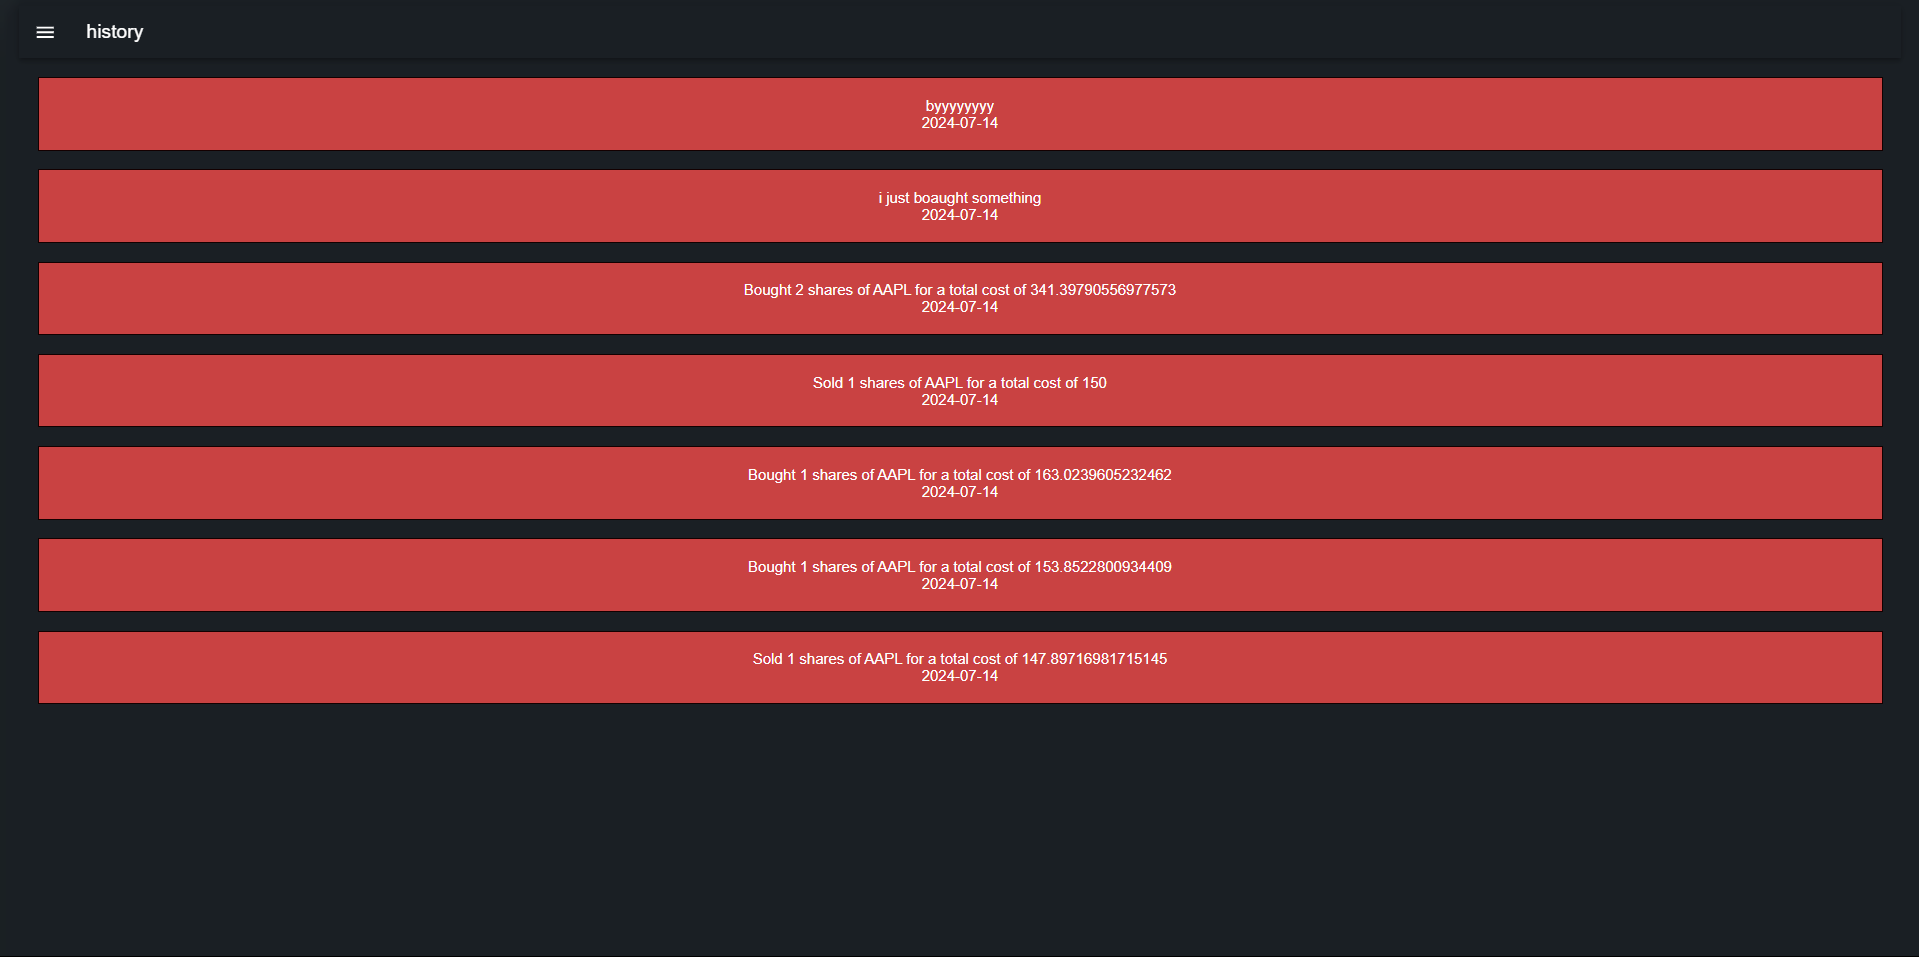 history
byyyyyyyy
2024-07-14
i just boaught something
2024-07-14
Bought 2 shares of AAPL for a total cost of 341.39790556977573
2024-07-14
Sold 1 shares of AAPL for a total cost of 150
2024-07-14
Bought 1 shares of AAPL for a total cost of 163.0239605232462
2024-07-14
Bought 1 shares of AAPL for a total cost of 153.8522800934409
2024-07-14
Sold 1 shares of AAPL for a total cost of 147.89716981715145
2024-07-14